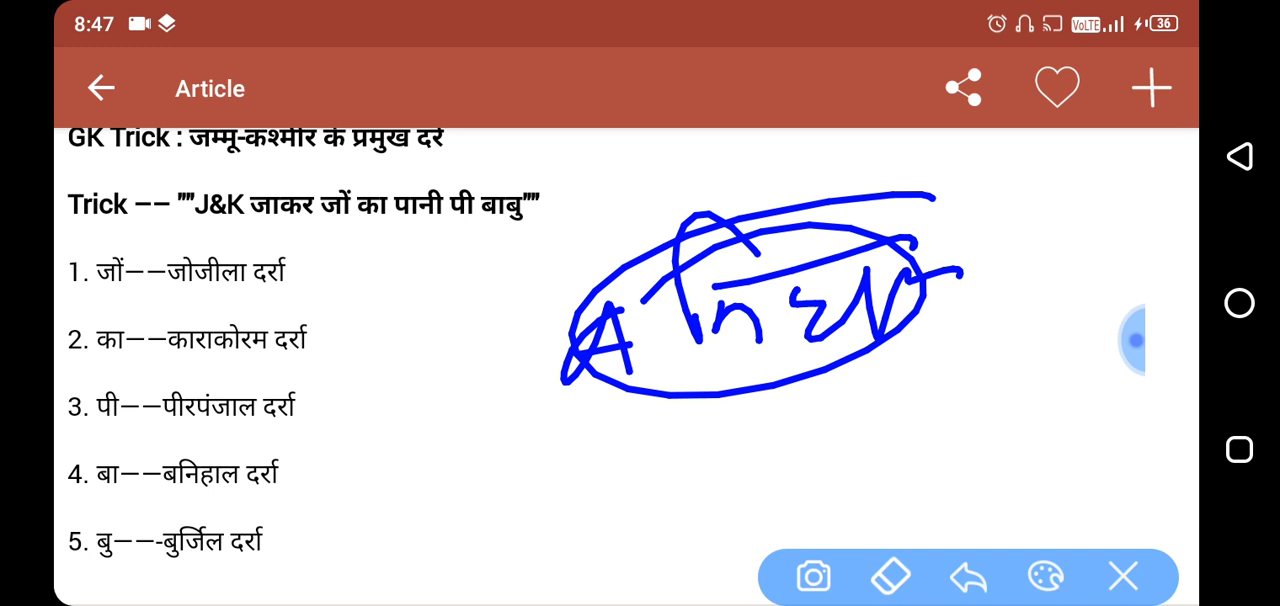 8:47 VoLTE 36
Article
GK Trick : जम्मू-कश्मीर के प्रमुख दर्रे
Trick –– ""J&K जाकर जों का पानी पी बाबु""
1. जों––जोजीला दर्रा
2. का––काराकोरम दर्रा
3. पी––पीरपंजाल दर्रा
4. बा––बनिहाल दर्रा
5. बु––-बुर्जिल दर्रा